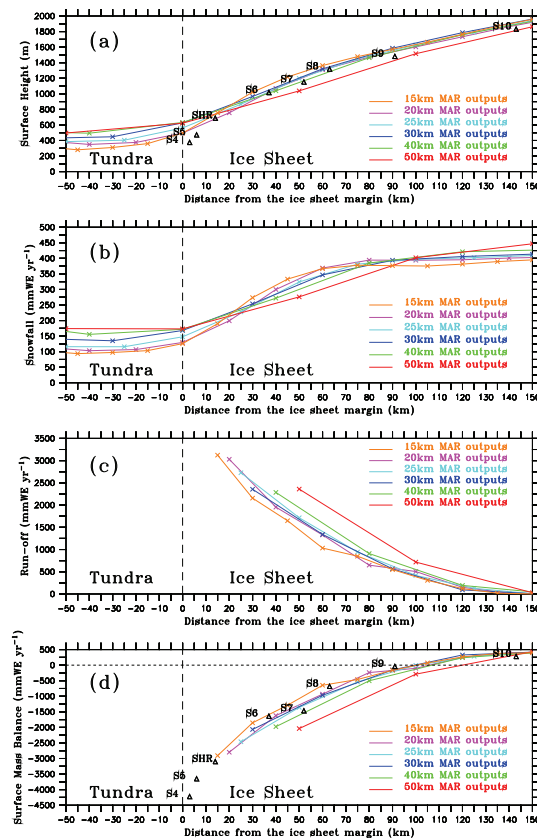 2000
1800
1600
1400
1200
1000
800
600
400
200
0
Surface Height (m)
(a)
S4
S5
SHR
S6
S7
S8
S9
S10
15km MAR outputs
20km MAR outputs
25km MAR outputs
30km MAR outputs
40km MAR outputs
50km MAR outputs
Tundra
Ice Sheet
-50 -40 -30 -20 -10 0 10 20 30 40 50 60 70 80 90 100 110 120 130 140 150
Distance from the ice sheet margin (km)
500
450
400
350
300
250
200
150
100
50
0
Snowfall (mmWE yr⁻¹)
(b)
15km MAR outputs
20km MAR outputs
25km MAR outputs
30km MAR outputs
40km MAR outputs
50km MAR outputs
Tundra
Ice Sheet
-50 -40 -30 -20 -10 0 10 20 30 40 50 60 70 80 90 100 110 120 130 140 150
Distance from the ice sheet margin (km)
3500
3000
2500
2000
1500
1000
500
0
Run-off (mmWE yr⁻¹)
(c)
15km MAR outputs
20km MAR outputs
25km MAR outputs
30km MAR outputs
40km MAR outputs
50km MAR outputs
Tundra
Ice Sheet
-50 -40 -30 -20 -10 0 10 20 30 40 50 60 70 80 90 100 110 120 130 140 150
Distance from the ice sheet margin (km)
500
0
-500
-1000
-1500
-2000
-2500
-3000
-3500
-4000
-4500
Surface Mass Balance (mmWE yr⁻¹)
(d)
S4
S5
SHR
S6
S7
S8
S9
S10
15km MAR outputs
20km MAR outputs
25km MAR outputs
30km MAR outputs
40km MAR outputs
50km MAR outputs
Tundra
Ice Sheet
-50 -40 -30 -20 -10 0 10 20 30 40 50 60 70 80 90 100 110 120 130 140 150
Distance from the ice sheet margin (km)